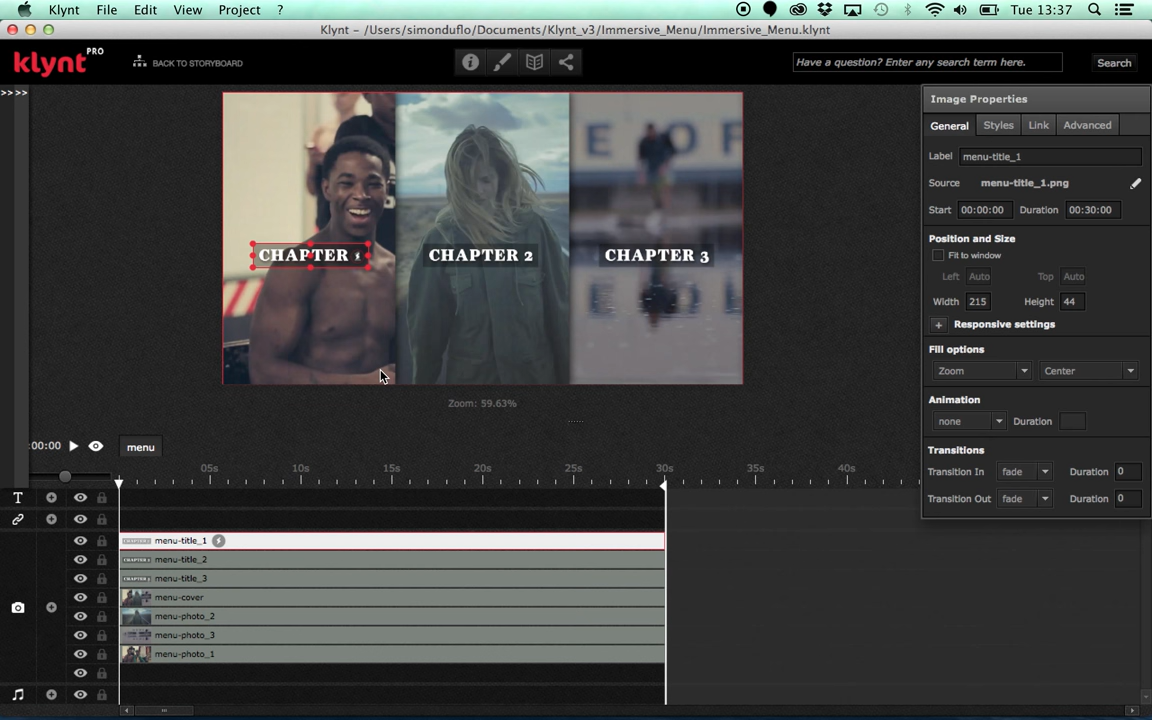 Klynt File Edit View Project ? Tue 13:37
Klynt – /Users/simonduflo/Documents/Klynt_v3/Immersive_Menu/Immersive_Menu.klynt
klynt PRO BACK TO STORYBOARD Have a question? Enter any search term here. Search
>>>>
Image Properties
General Styles Link Advanced
Label menu-title_1
Source menu-title_1.png
Start 00:00:00 Duration 00:30:00
Position and Size
Fit to window
Left Auto Top Auto
Width 215 Height 44
+ Responsive settings
Fill options
Zoom Center
Animation
none Duration
Transitions
Transition In fade Duration 0
Transition Out fade Duration 0
E OF
CHAPTER CHAPTER 2 CHAPTER 3
Zoom: 59.63%
:00:00 menu
05s 10s 15s 20s 25s 30s 35s 40s
T
menu-title_1
menu-title_2
menu-title_3
menu-cover
menu-photo_2
menu-photo_3
menu-photo_1